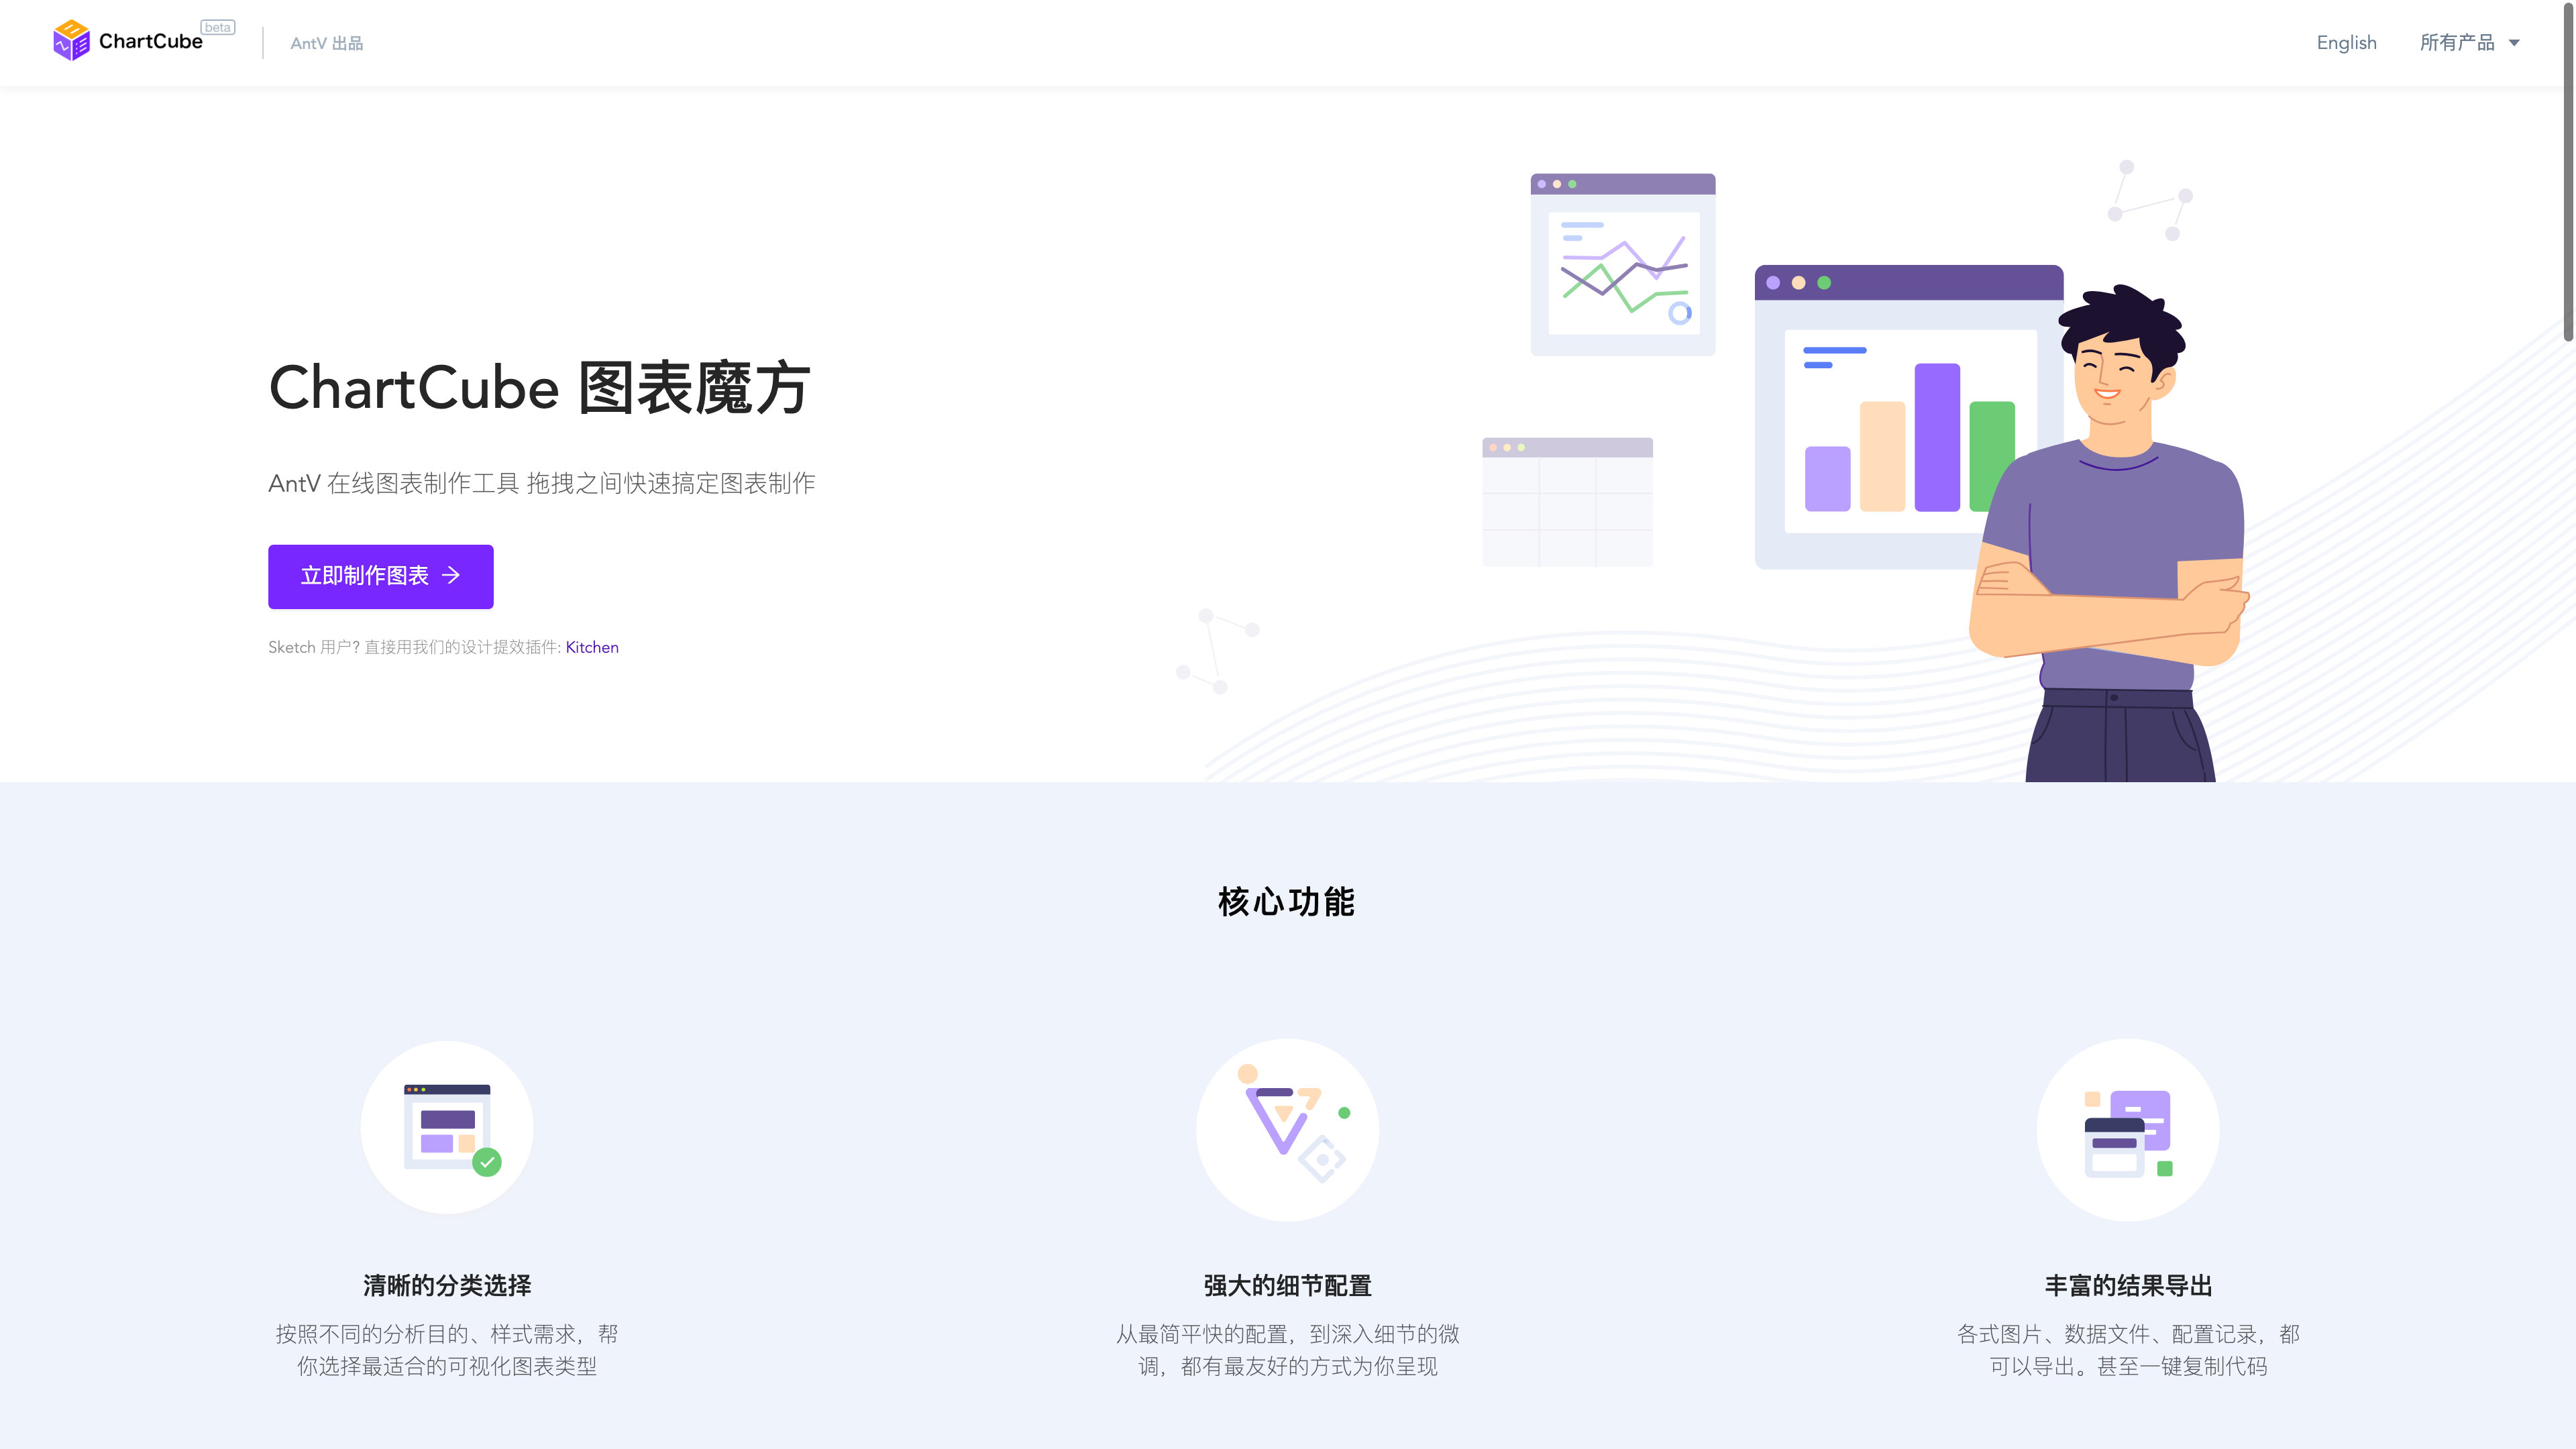 ChartCube beta
AntV 出品
English
所有产品
ChartCube 图表魔方
AntV 在线图表制作工具 拖拽之间快速搞定图表制作
立即制作图表
Sketch 用户? 直接用我们的设计提效插件: Kitchen
核心功能
清晰的分类选择
按照不同的分析目的、样式需求，帮
你选择最适合的可视化图表类型
强大的细节配置
从最简平快的配置，到深入细节的微
调，都有最友好的方式为你呈现
丰富的结果导出
各式图片、数据文件、配置记录，都
可以导出。甚至一键复制代码